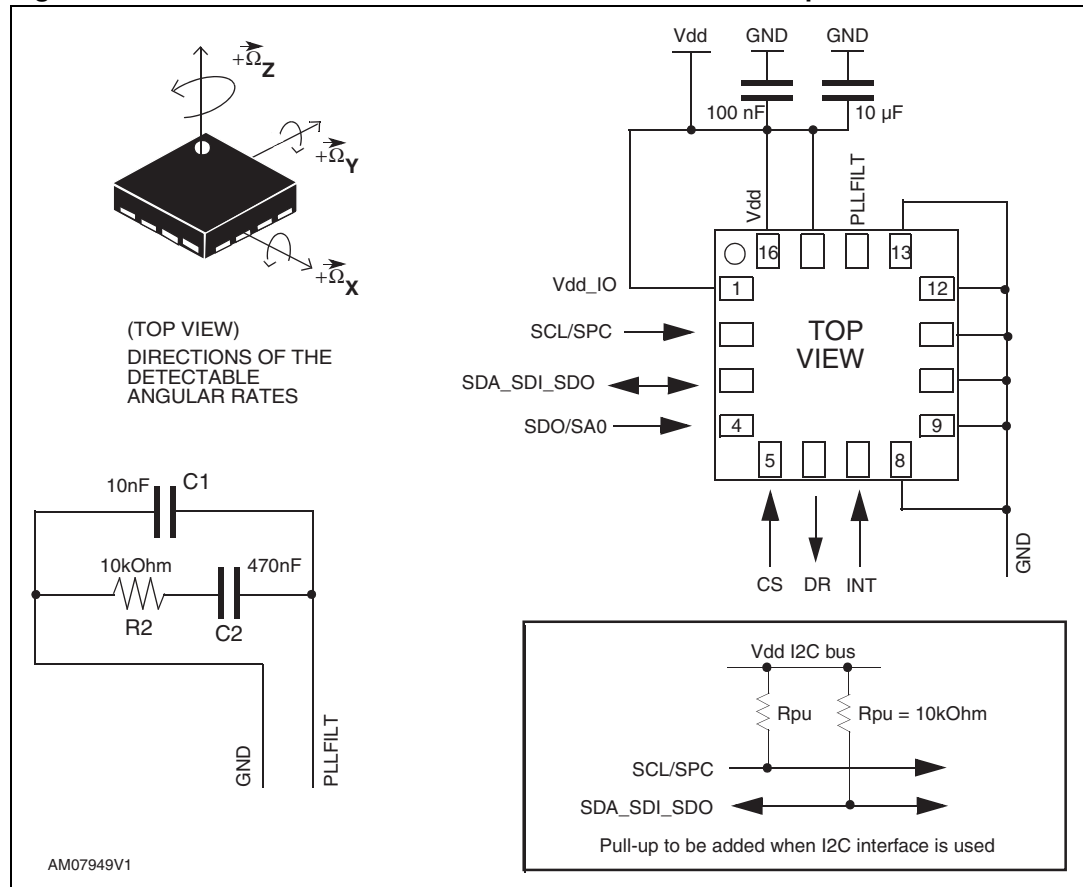 +Ω Z
+Ω Y
+Ω X
(TOP VIEW)
DIRECTIONS OF THE
DETECTABLE
ANGULAR RATES
Vdd
GND
GND
100 nF
10 µF
Vdd
PLLFILT
16
13
Vdd_IO
1
12
SCL/SPC
TOP
VIEW
SDA_SDI_SDO
SDO/SA0
4
9
5
8
CS
DR
INT
GND
10nF
C1
10kOhm
470nF
R2
C2
GND
PLLFILT
Vdd I2C bus
Rpu
Rpu = 10kOhm
SCL/SPC
SDA_SDI_SDO
Pull-up to be added when I2C interface is used
AM07949V1